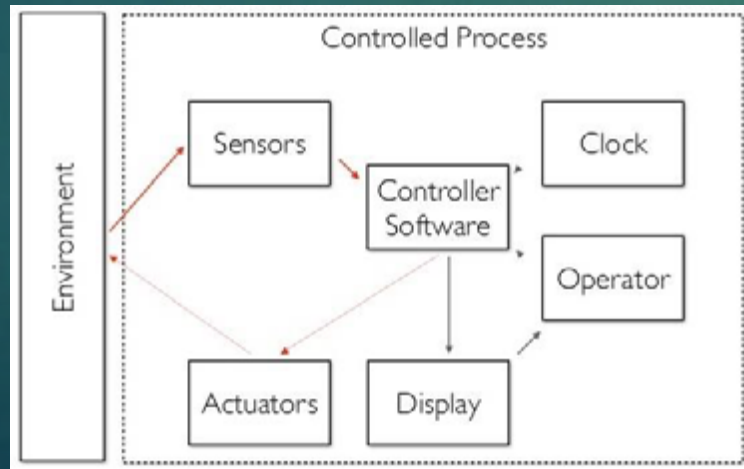 Controlled Process
Environment
Sensors
Clock
Controller
Software
Operator
Actuators
Display